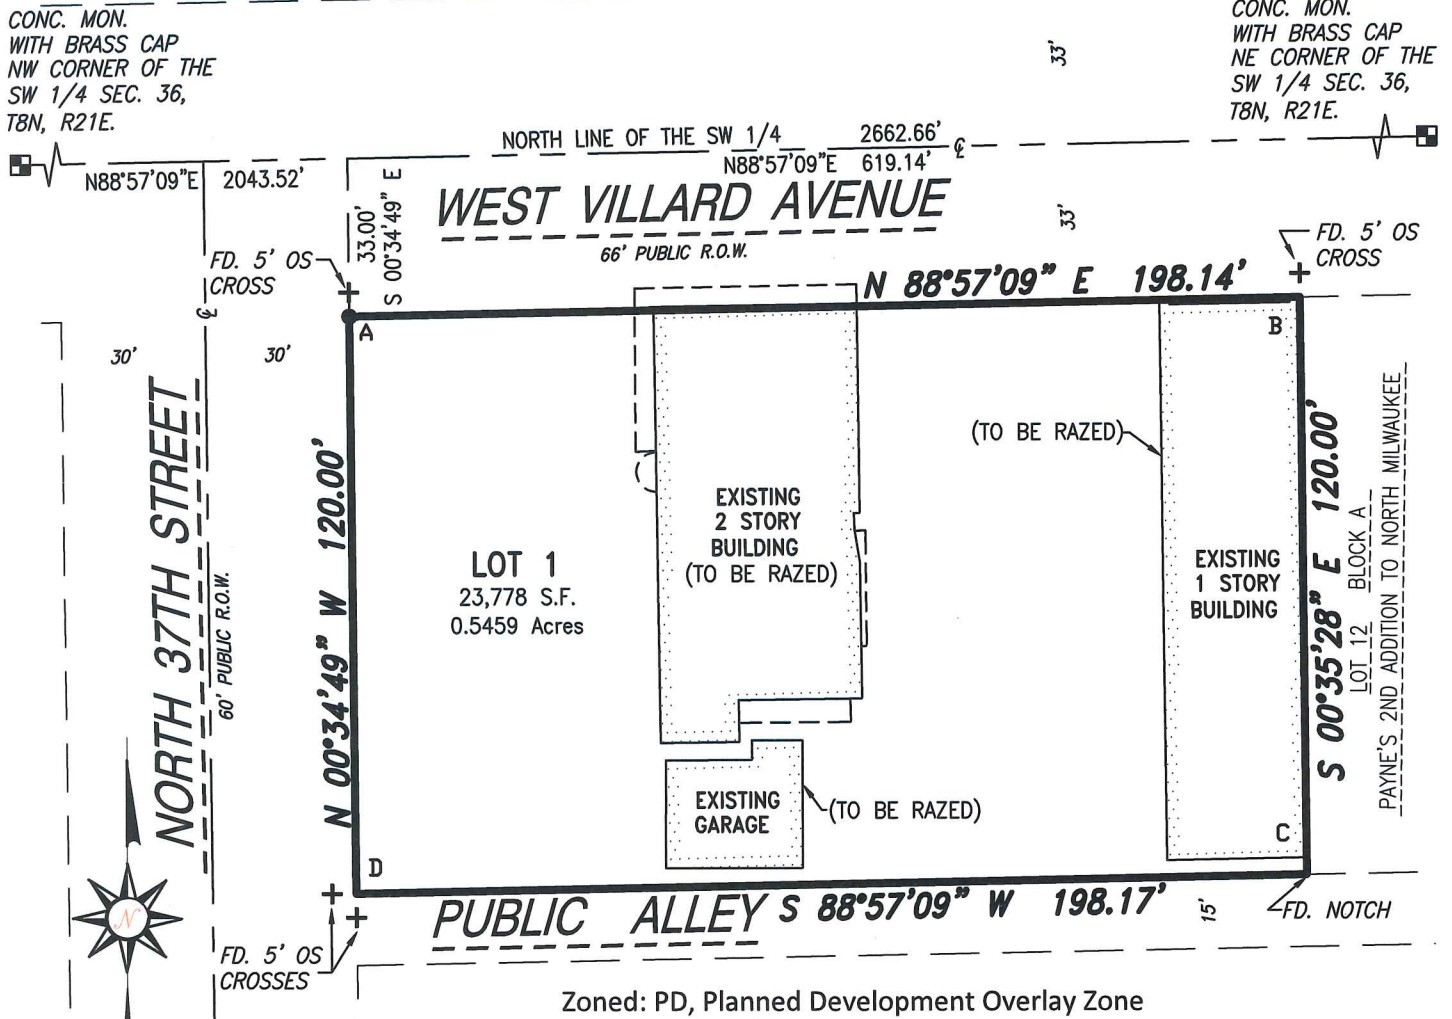 CONC. MON.
WITH BRASS CAP
NW CORNER OF THE
SW 1/4 SEC. 36,
T8N, R21E.
CONC. MON.
WITH BRASS CAP
NE CORNER OF THE
SW 1/4 SEC. 36,
T8N, R21E.
33'
NORTH LINE OF THE SW 1/4 2662.66'
N88°57'09"E 2043.52'
N88°57'09"E 619.14'
℄
WEST VILLARD AVENUE
66' PUBLIC R.O.W.
33'
33.00'
S 00°34'49" E
FD. 5' OS
CROSS
FD. 5' OS
CROSS
N 88°57'09" E 198.14'
℄
A
B
30'
30'
NORTH 37TH STREET
60' PUBLIC R.O.W.
N 00°34'49" W 120.00'
LOT 1
23,778 S.F.
0.5459 Acres
EXISTING
2 STORY
BUILDING
(TO BE RAZED)
(TO BE RAZED)
EXISTING
1 STORY
BUILDING
S 00°35'28" E 120.00'
LOT 12 BLOCK A
PAYNE'S 2ND ADDITION TO NORTH MILWAUKEE
EXISTING
GARAGE
(TO BE RAZED)
C
D
N
PUBLIC ALLEY
S 88°57'09" W 198.17'
15'
FD. NOTCH
FD. 5' OS
CROSSES
Zoned: PD, Planned Development Overlay Zone